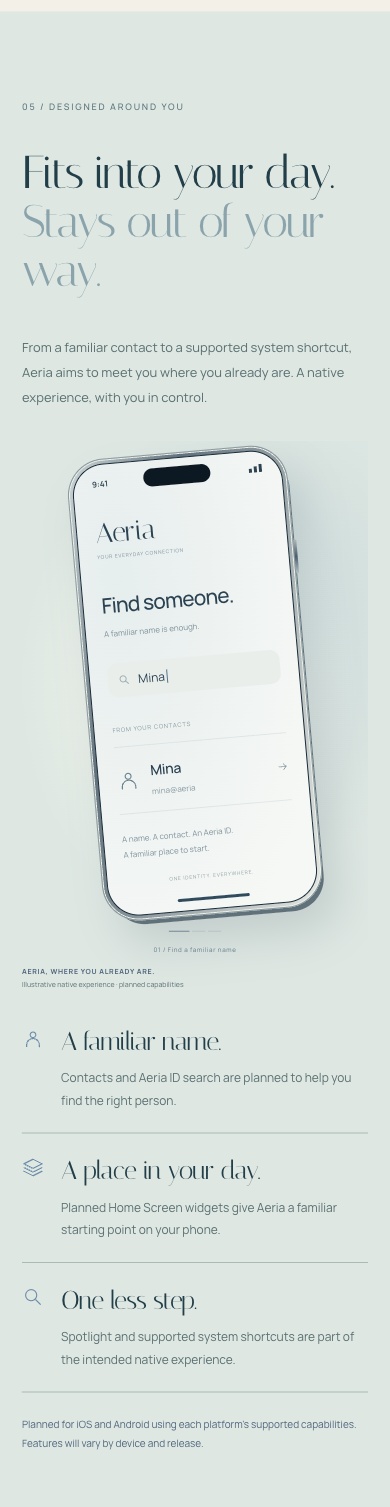 05 / DESIGNED AROUND YOU
Fits into your day.
Stays out of your
way.
From a familiar contact to a supported system shortcut,
Aeria aims to meet you where you already are. A native
experience, with you in control.
9:41
Aeria
YOUR EVERYDAY CONNECTION
Find someone.
A familiar name is enough.
Mina
FROM YOUR CONTACTS
Mina
mina@aeria
A name. A contact. An Aeria ID.
A familiar place to start.
ONE IDENTITY. EVERYWHERE.
01 / Find a familiar name
AERIA, WHERE YOU ALREADY ARE.
Illustrative native experience · planned capabilities
A familiar name.
Contacts and Aeria ID search are planned to help you
find the right person.
A place in your day.
Planned Home Screen widgets give Aeria a familiar
starting point on your phone.
One less step.
Spotlight and supported system shortcuts are part of
the intended native experience.
Planned for iOS and Android using each platform's supported capabilities.
Features will vary by device and release.